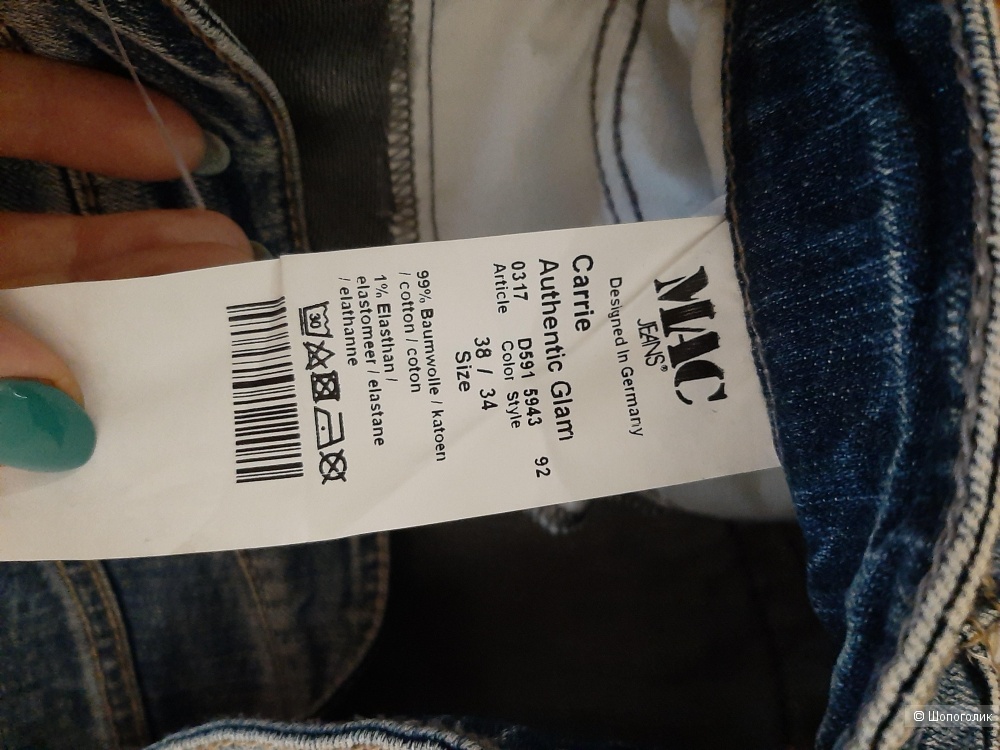 MAC
JEANS®
Designed In Germany
Carrie
Authentic Glam
0317 D591 5943 92
Article Color Style
38 / 34
Size
99% Baumwolle / katoen
/ cotton / coton
1% Elasthan /
elastomeer / elastane
/ elathanne
30
© Шопоголик